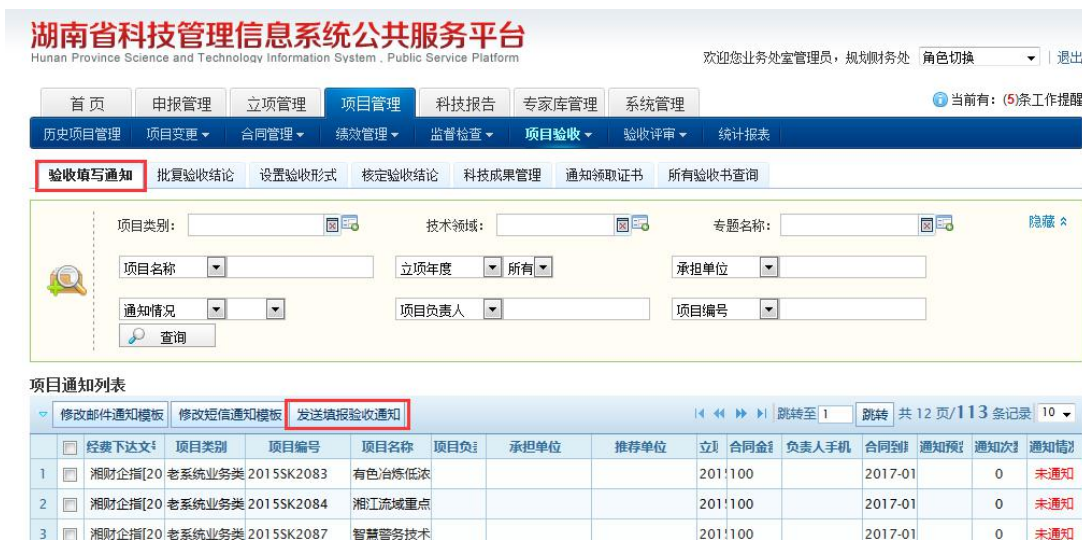 湖南省科技管理信息系统公共服务平台
Hunan Province Science and Technology Information System , Public Service Platform
欢迎您业务处室管理员，规划财务处 角色切换 | 退出
首页 申报管理 立项管理 项目管理 科技报告 专家库管理 系统管理 当前有：(5)条工作提醒
历史项目管理 项目变更 合同管理 绩效管理 监督检查 项目验收 验收评审 统计报表
验收填写通知 批复验收结论 设置验收形式 核定验收结论 科技成果管理 通知领取证书 所有验收书查询
项目类别： 技术领域： 专题名称： 隐藏
项目名称 立项年度 所有 承担单位
通知情况 项目负责人 项目编号
查询
项目通知列表
修改邮件通知模板 修改短信通知模板 发送填报验收通知 跳转至 1 跳转 共 12 页/113 条记录 10
经费下达文 项目类别 项目编号 项目名称 项目负 承担单位 推荐单位 立 合同金 负责人手机 合同到 通知预 通知次 通知情
1 湘财企指[20 老系统业务类 2015SK2083 有色冶炼低浓 201 100 2017-01 0 未通知
2 湘财企指[20 老系统业务类 2015SK2084 湘江流域重点 201 100 2017-01 0 未通知
3 湘财企指[20 老系统业务类 2015SK2087 智慧警务技术 201 100 2017-01 0 未通知